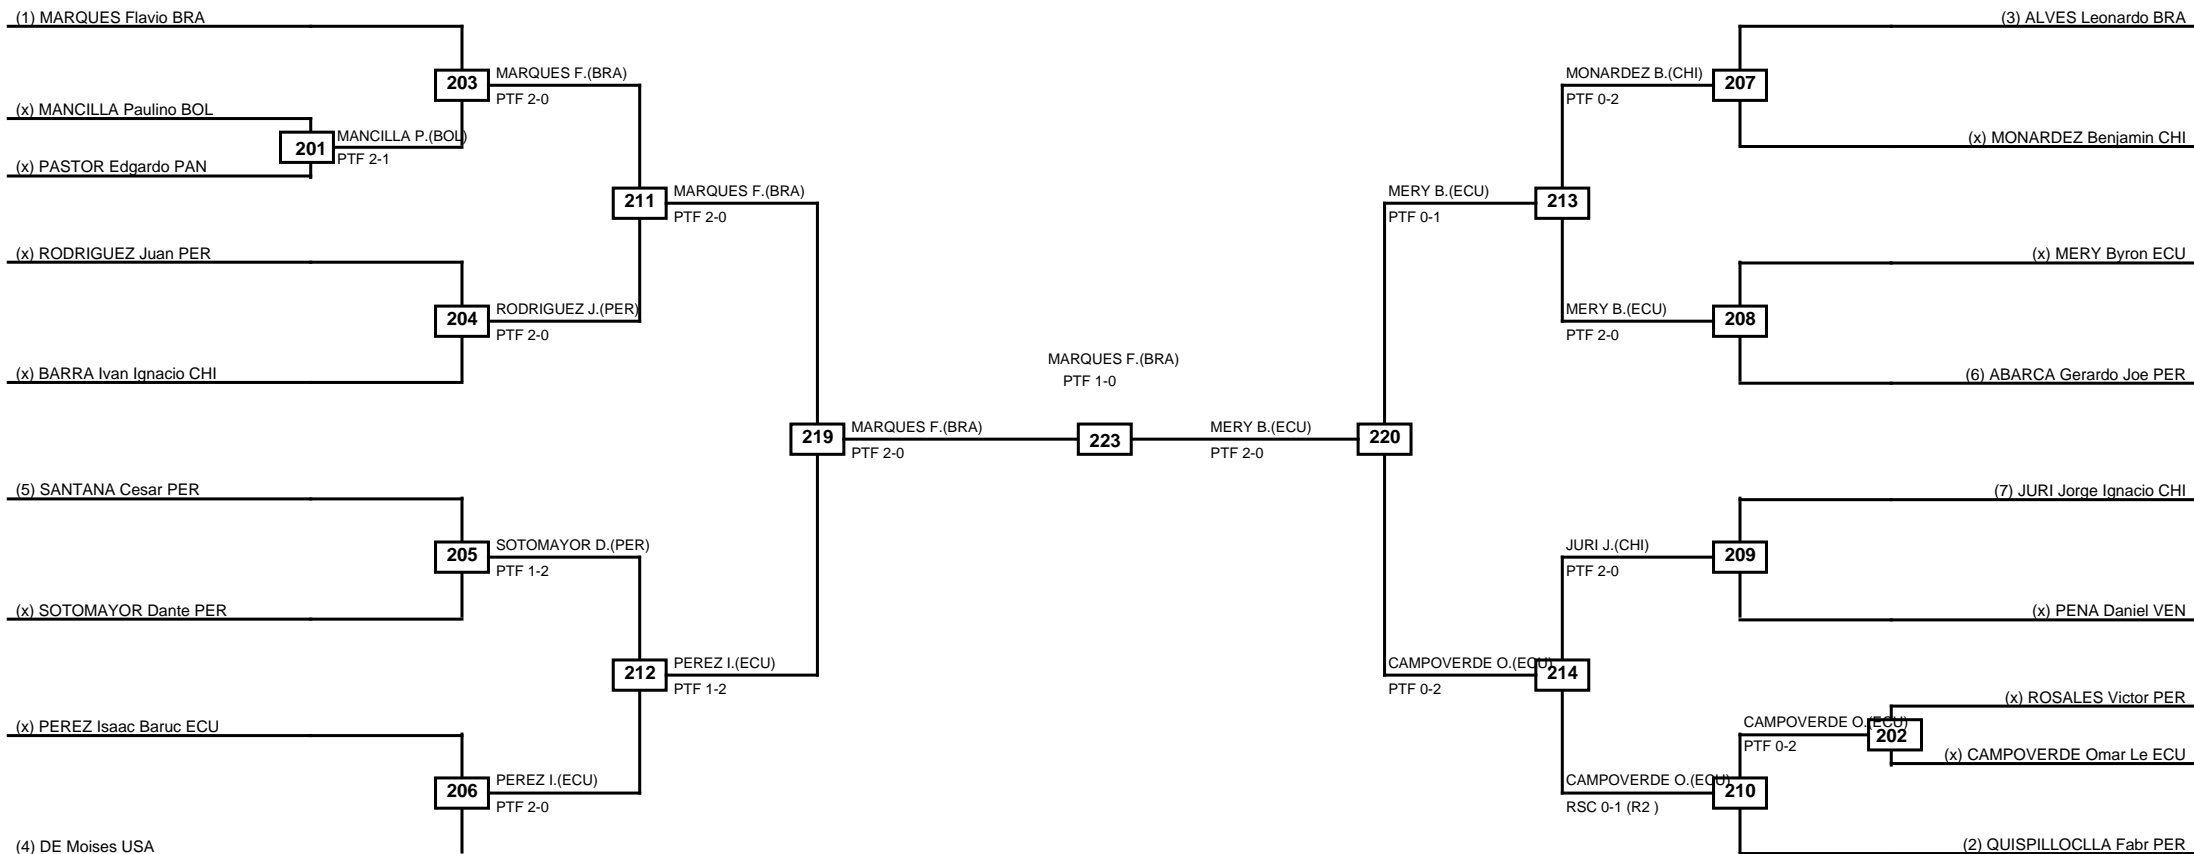 (1) MARQUES Flavio BRA
(3) ALVES Leonardo BRA
203
MARQUES F.(BRA)
PTF 2-0
MONARDEZ B.(CHI)
PTF 0-2
207
(x) MANCILLA Paulino BOL
201
MANCILLA P.(BOL)
PTF 2-1
(x) PASTOR Edgardo PAN
(x) MONARDEZ Benjamin CHI
211
MARQUES F.(BRA)
PTF 2-0
MERY B.(ECU)
PTF 0-1
213
(x) RODRIGUEZ Juan PER
(x) MERY Byron ECU
204
RODRIGUEZ J.(PER)
PTF 2-0
MERY B.(ECU)
PTF 2-0
208
(x) BARRA Ivan Ignacio CHI
(6) ABARCA Gerardo Joe PER
MARQUES F.(BRA)
PTF 1-0
219
MARQUES F.(BRA)
PTF 2-0
223
MERY B.(ECU)
PTF 2-0
220
(5) SANTANA Cesar PER
(7) JURI Jorge Ignacio CHI
205
SOTOMAYOR D.(PER)
PTF 1-2
JURI J.(CHI)
PTF 2-0
209
(x) SOTOMAYOR Dante PER
(x) PENA Daniel VEN
212
PEREZ I.(ECU)
PTF 1-2
CAMPOVERDE O.(ECU)
PTF 0-2
214
(x) PEREZ Isaac Baruc ECU
(x) ROSALES Victor PER
CAMPOVERDE O.(ECU)
PTF 0-2
202
(x) CAMPOVERDE Omar Le ECU
206
PEREZ I.(ECU)
PTF 2-0
CAMPOVERDE O.(ECU)
RSC 0-1 (R2 )
210
(4) DE Moises USA
(2) QUISPILLOCLLA Fabr PER